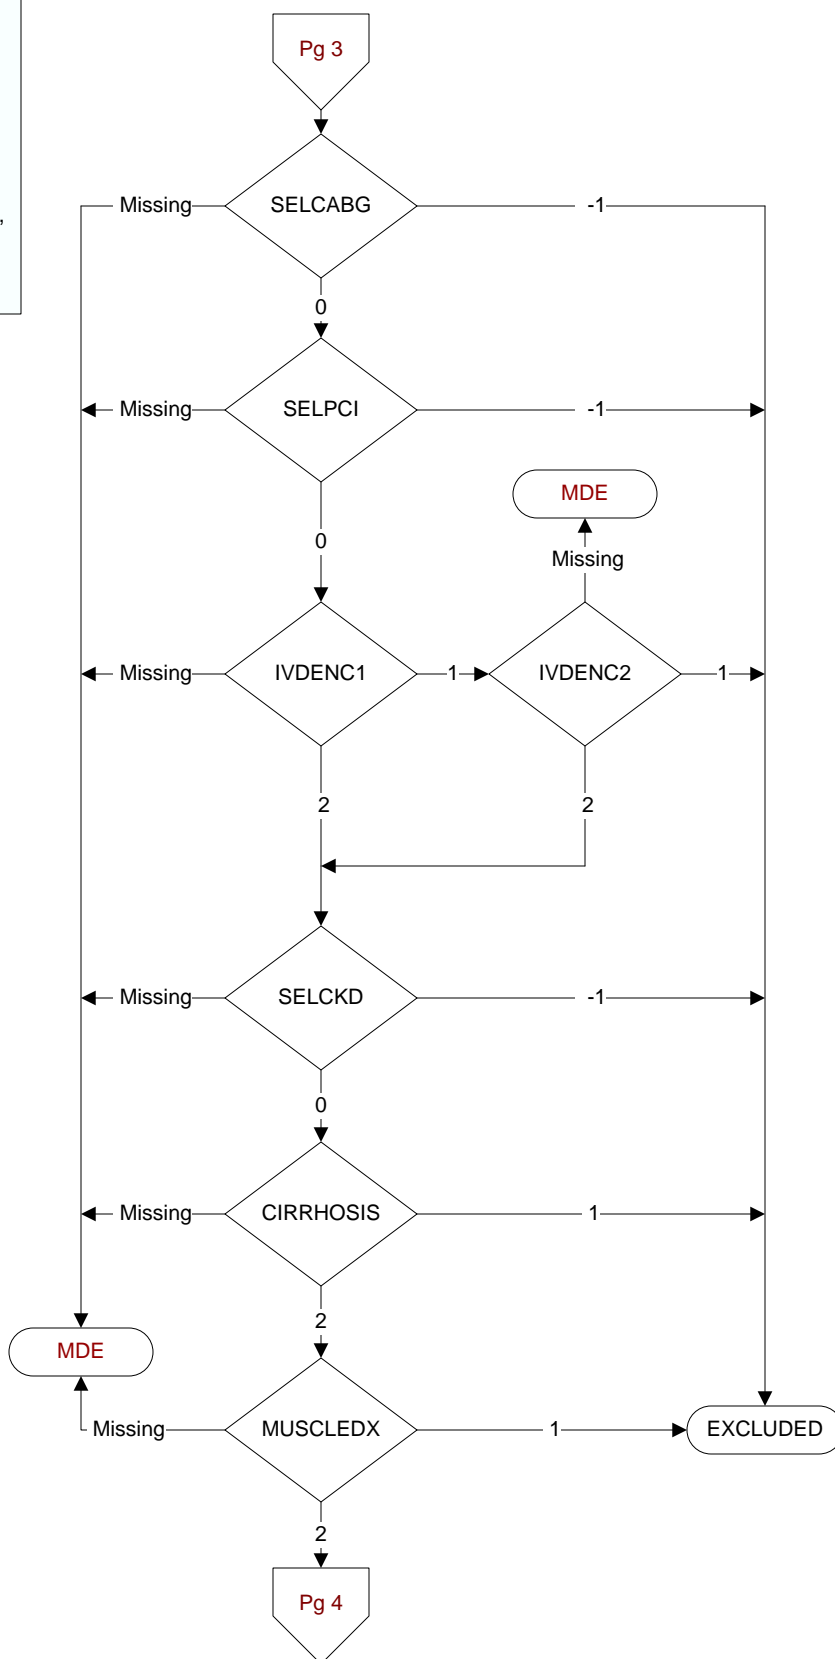 Pg 3
,
Missing
SELCABG
-1
0
Missing
SELPCI
-1
MDE
0
Missing
Missing
IVDENC1
1
IVDENC2
1
2
2
Missing
SELCKD
-1
0
Missing
CIRRHOSIS
1
2
MDE
Missing
MUSCLEDX
1
EXCLUDED
2
Pg 4